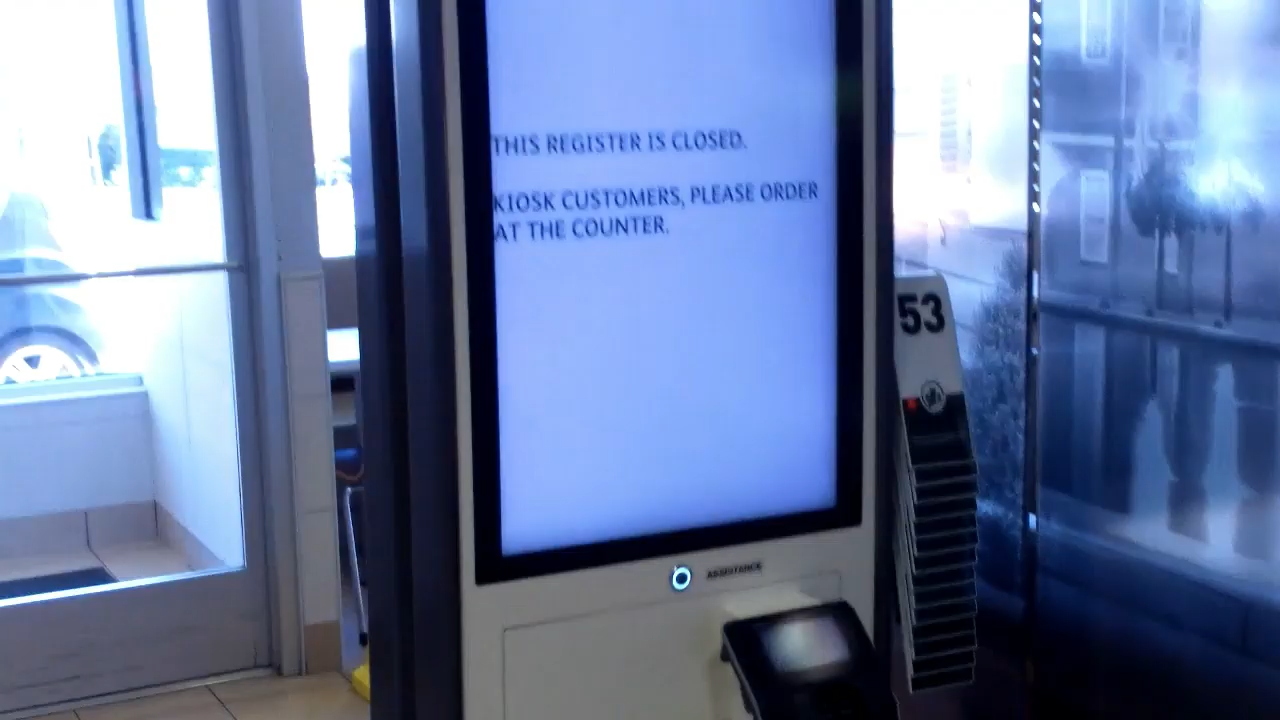 THIS REGISTER IS CLOSED.
KIOSK CUSTOMERS, PLEASE ORDER
AT THE COUNTER.
53
ASSISTANCE